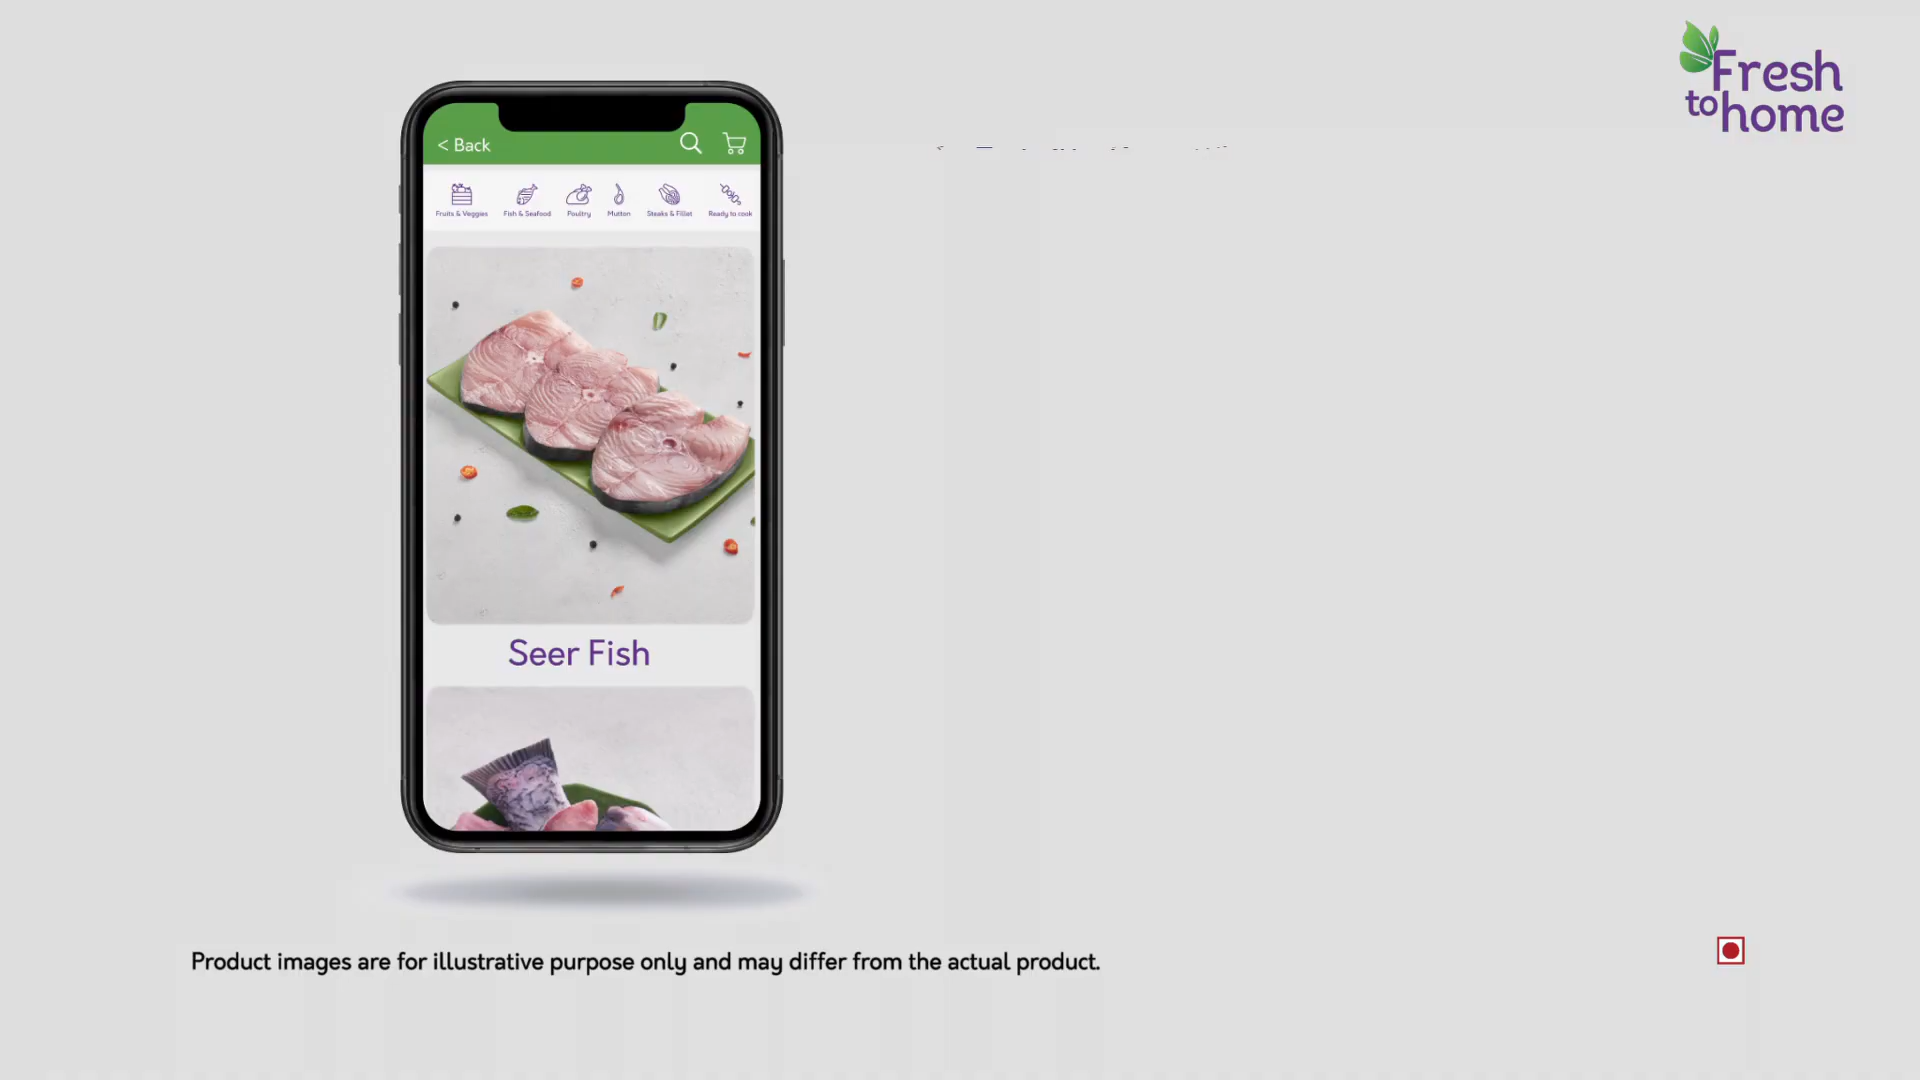 Fresh
to home
< Back
Fruits & Veggies
Fish & Seafood
Poultry
Mutton
Steaks & Fillet
Ready to cook
Seer Fish
Product images are for illustrative purpose only and may differ from the actual product.